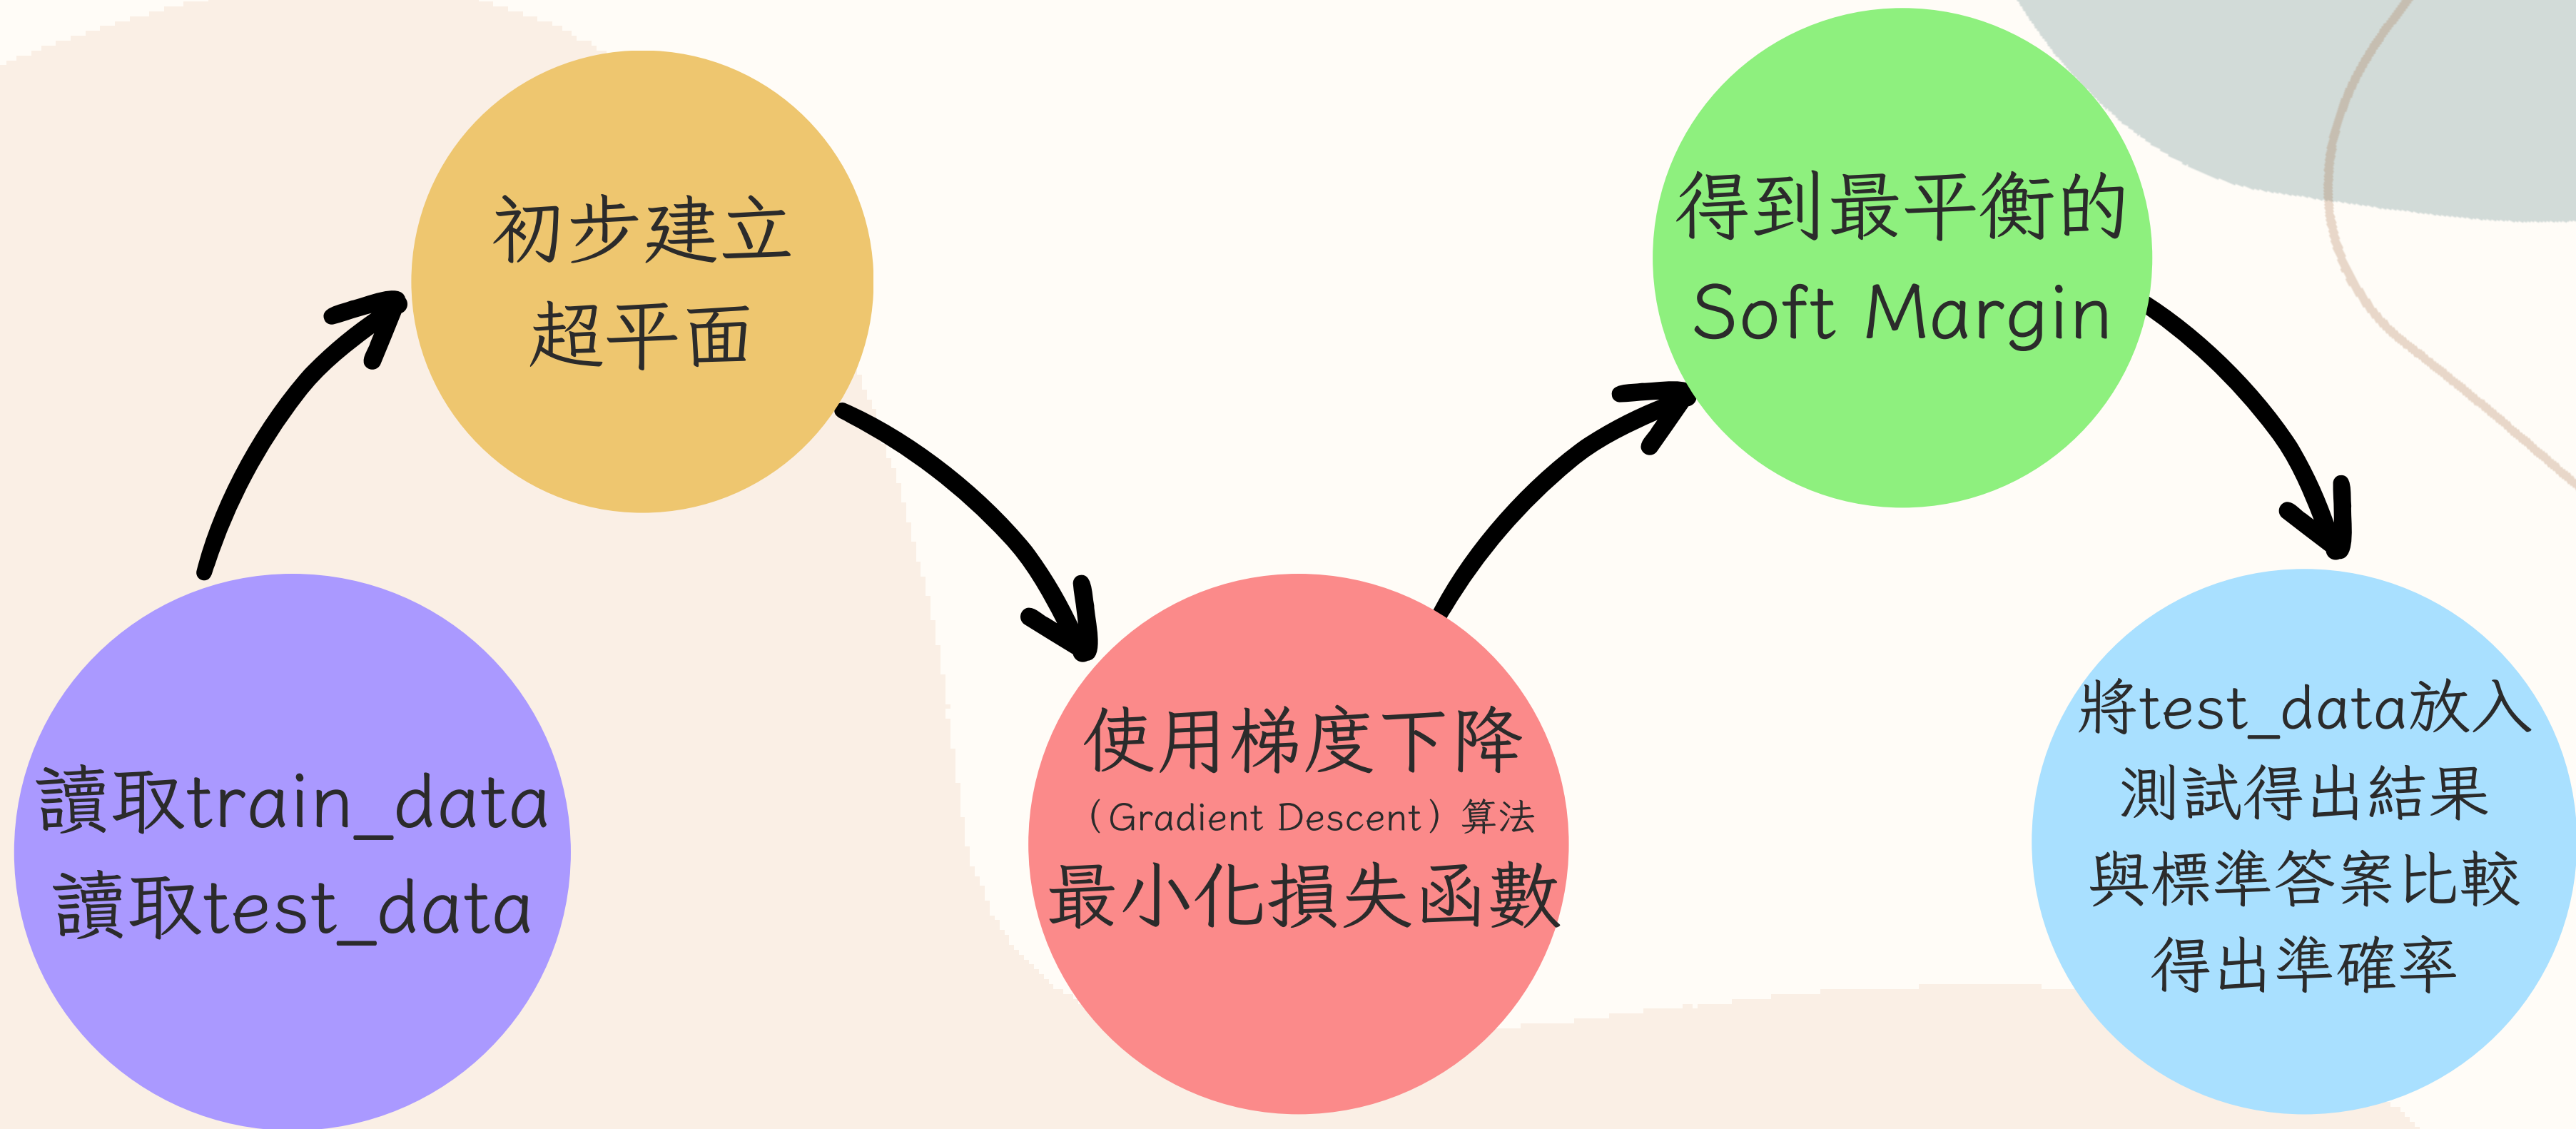 讀取train_data
讀取test_data
初步建立
超平面
使用梯度下降
（Gradient Descent）算法
最小化損失函數
得到最平衡的
Soft Margin
將test_data放入
測試得出結果
與標準答案比較
得出準確率